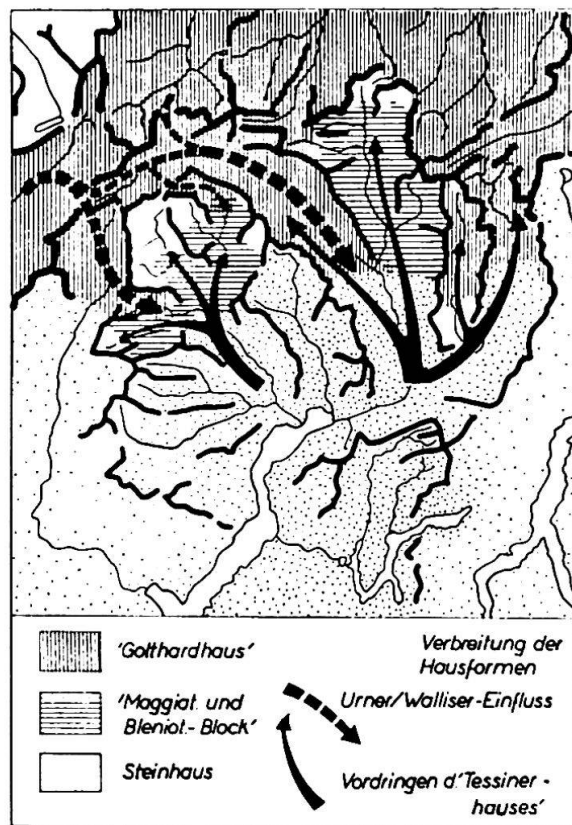 'Gotthardhaus'
'Maggiat. und
Bleniot.-Block'
Steinhaus
Verbreitung der
Hausformen
Urner/Walliser-Einfluss
Vordringen d.'Tessiner-
hauses'